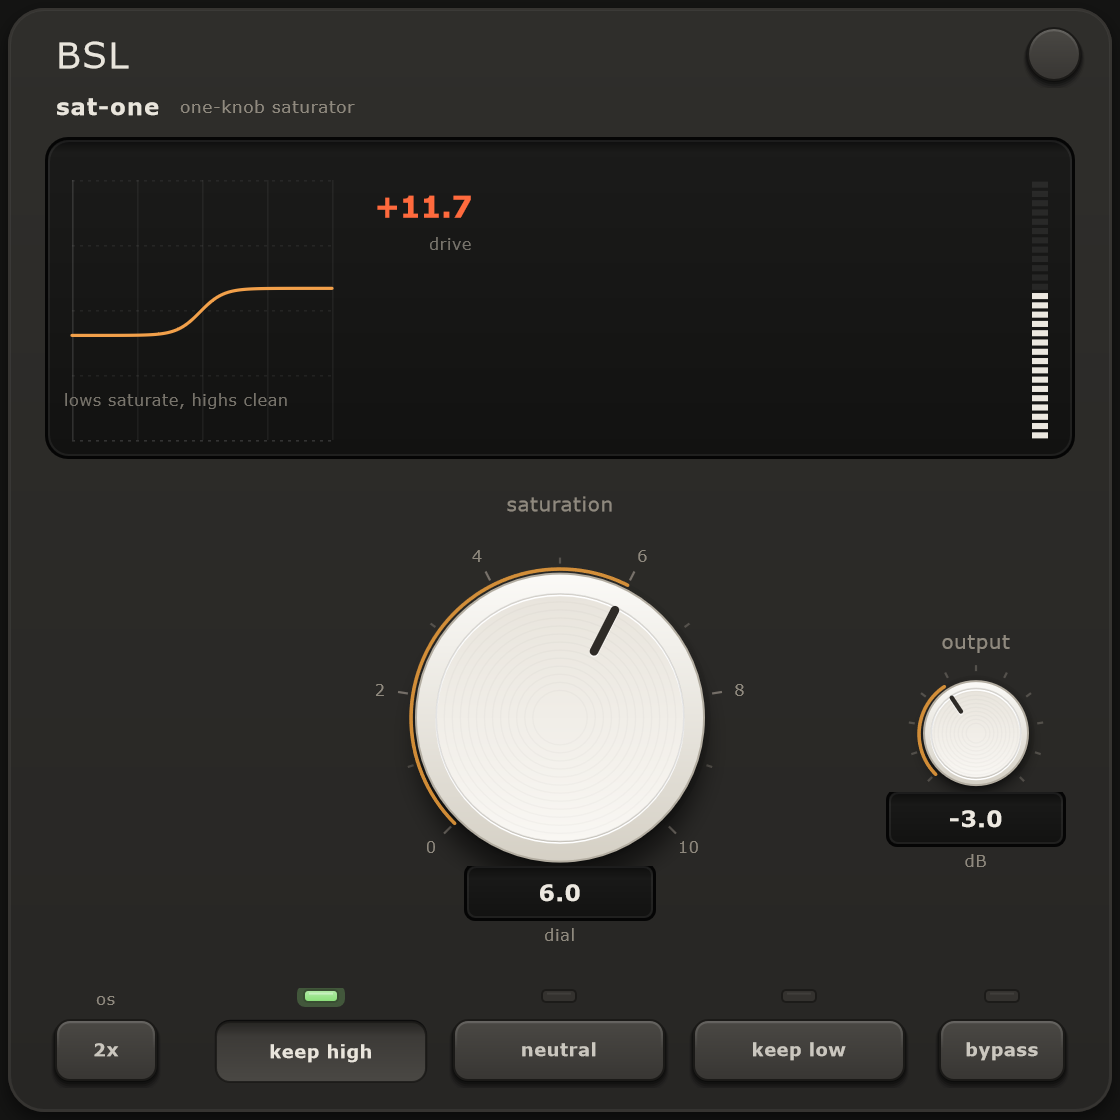 BSL
sat-one one-knob saturator
+11.7
drive
lows saturate, highs clean
saturation
4 6
2 8
0 10
6.0
dial
output
-3.0
dB
os
2x keep high neutral keep low bypass